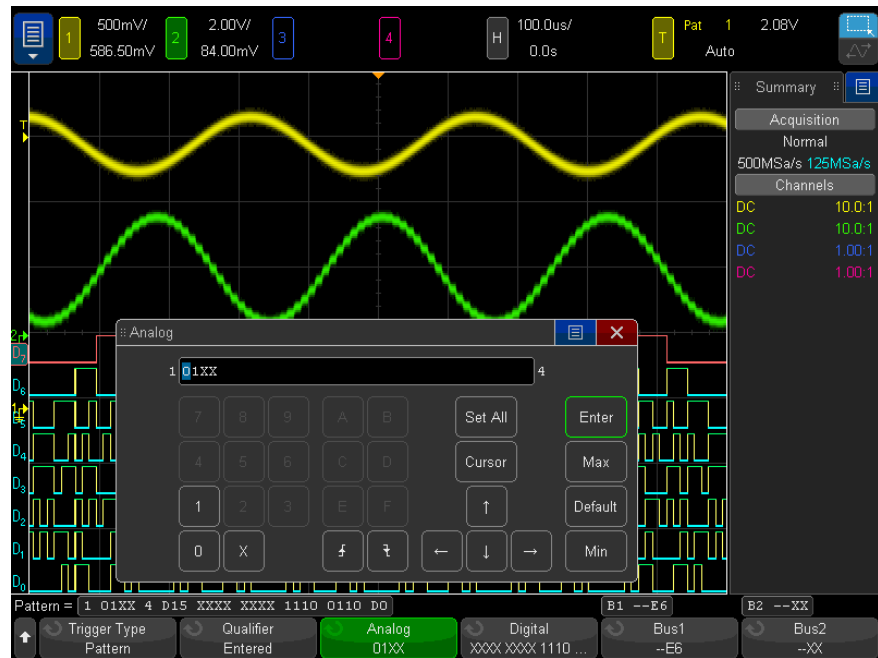 500mV/ 2.00V/ 100.0us/ Pat 1 2.08V
1 2 3 4 H T
586.50mV 84.00mV 0.0s Auto
Summary
Acquisition
Normal
500MSa/s 125MSa/s
Channels
DC 10.0:1
DC 10.0:1
DC 1.00:1
DC 1.00:1
T
2
D7
D6
D4
D3
D2
D1
D0
Analog
1 01XX 4
7 8 9 A B Set All Enter
4 5 6 C D Cursor Max
1 2 3 E F ↑ Default
0 X ← ↓ → Min
Pattern = 1 01XX 4 D15 XXXX XXXX 1110 0110 D0 B1 --E6 B2 --XX
Trigger Type Qualifier Analog Digital Bus1 Bus2
Pattern Entered 01XX XXXX XXXX 1110 ... --E6 --XX